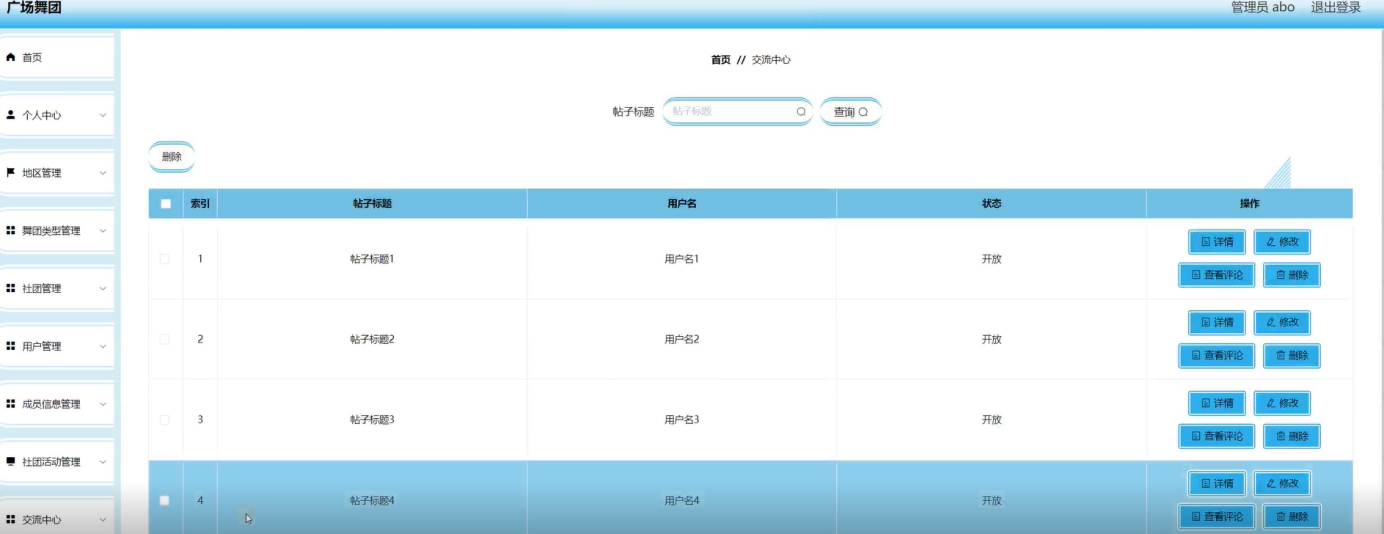 广场舞团
管理员 abo 退出登录
首页
个人中心
地区管理
舞团类型管理
社团管理
用户管理
成员信息管理
社团活动管理
交流中心
首页 // 交流中心
帖子标题 帖子标题 查询
删除
索引 帖子标题 用户名 状态 操作
1 帖子标题1 用户名1 开放 详情 修改
查看评论 删除
2 帖子标题2 用户名2 开放 详情 修改
查看评论 删除
3 帖子标题3 用户名3 开放 详情 修改
查看评论 删除
4 帖子标题4 用户名4 开放 详情 修改
查看评论 删除